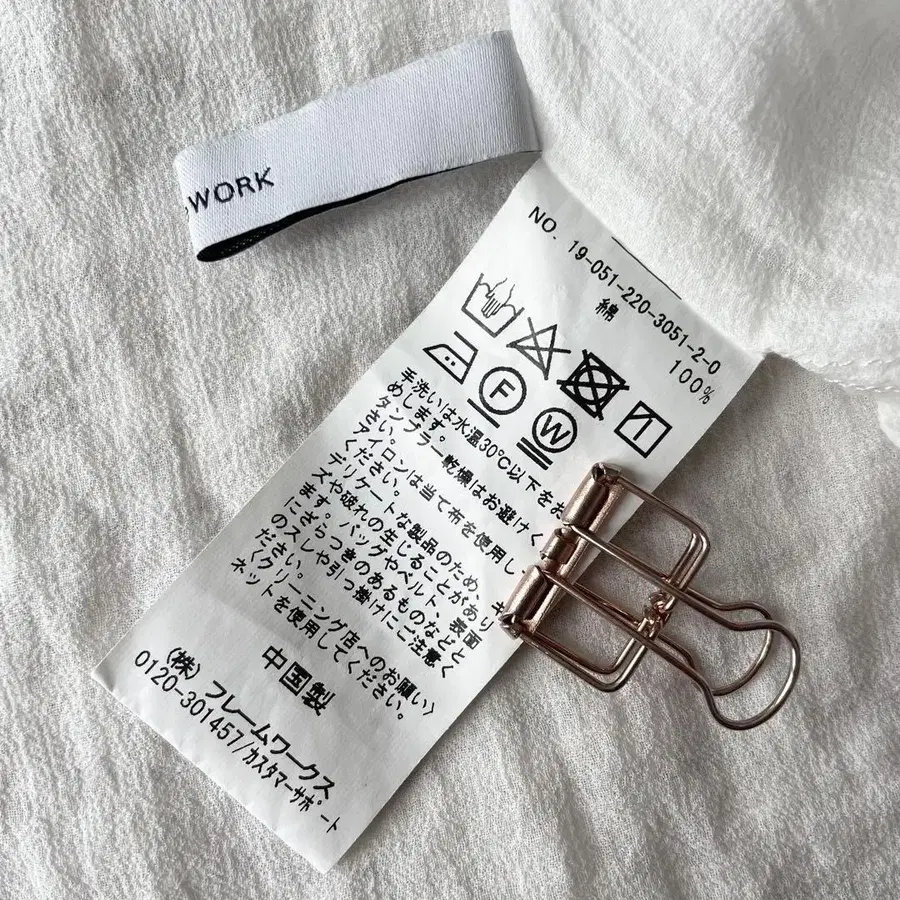 WORK
NO. 19-051-220-3051-2-0
綿 100%
F
W
手洗いは水温30℃以下をお
めします。
タンブラー乾燥はお避けく
さい。
アイロンは当て布を使用し
ください。
デリケートな製品のため、キ
ズや破れの生じることがあり
ます。バッグやベルト、表面
にざらつきのあるものなどと
のスレや引っ掛けにご注意く
ださい。
〈クリーニング店へのお願い〉
ネットを使用してください。
中国製
(株)フレームワークス
0120-301457/カスタマーサポート